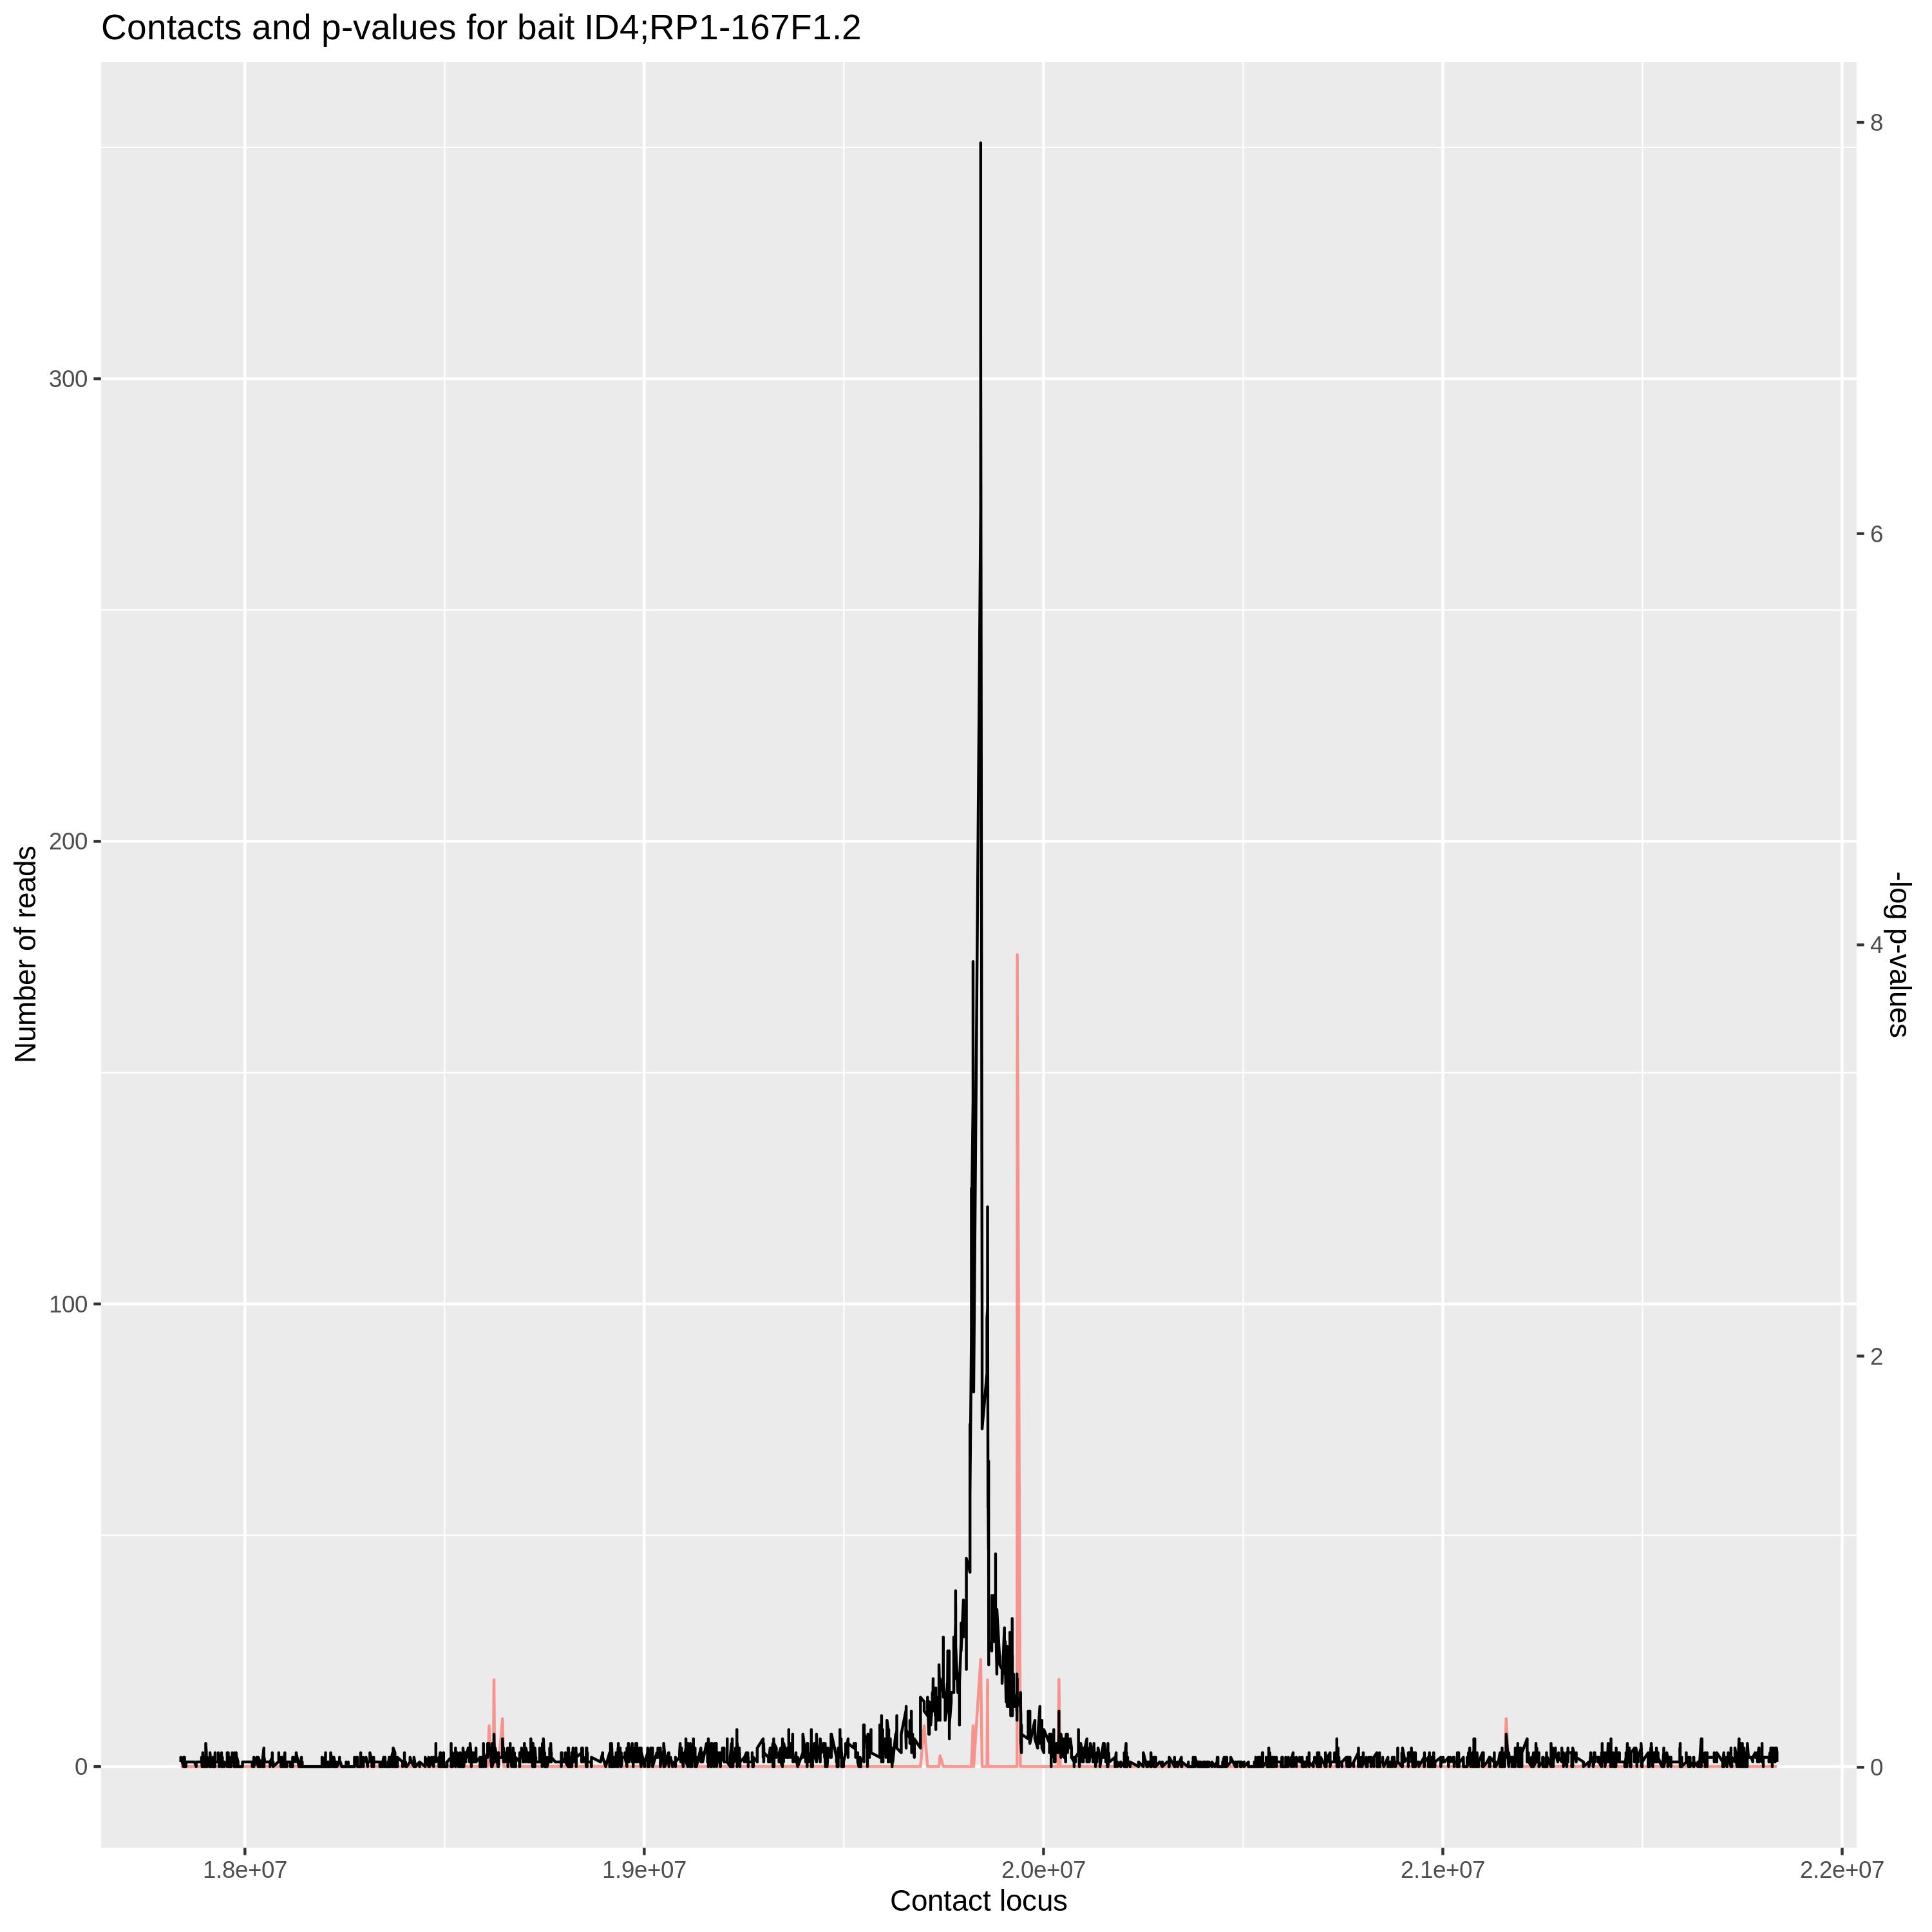 Contacts and p-values for bait ID4;RP1-167F1.2
8
300
6
200
4
100
2
0
0
Number of reads
-log p-values
1.8e+07 1.9e+07 2.0e+07 2.1e+07 2.2e+07
Contact locus